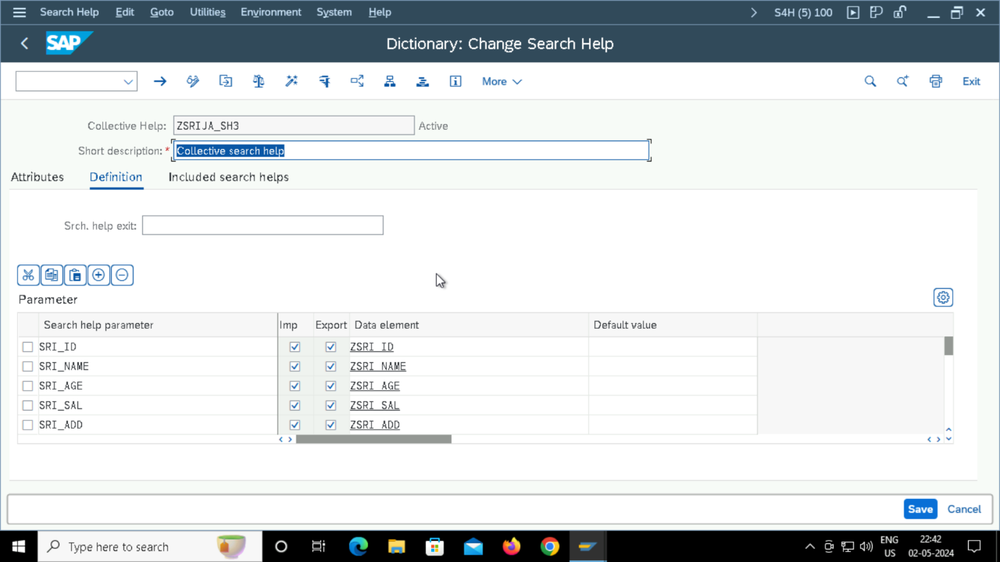 Search Help Edit Goto Utilities Environment System Help S4H (5) 100
SAP Dictionary: Change Search Help
More Exit
Collective Help: ZSRIJA_SH3 Active
Short description: * Collective search help
Attributes Definition Included search helps
Srch. help exit:
Parameter
Search help parameter Imp Export Data element Default value
SRI_ID ZSRI_ID
SRI_NAME ZSRI_NAME
SRI_AGE ZSRI_AGE
SRI_SAL ZSRI_SAL
SRI_ADD ZSRI_ADD
Save Cancel
Type here to search ENG US 22:42 02-05-2024